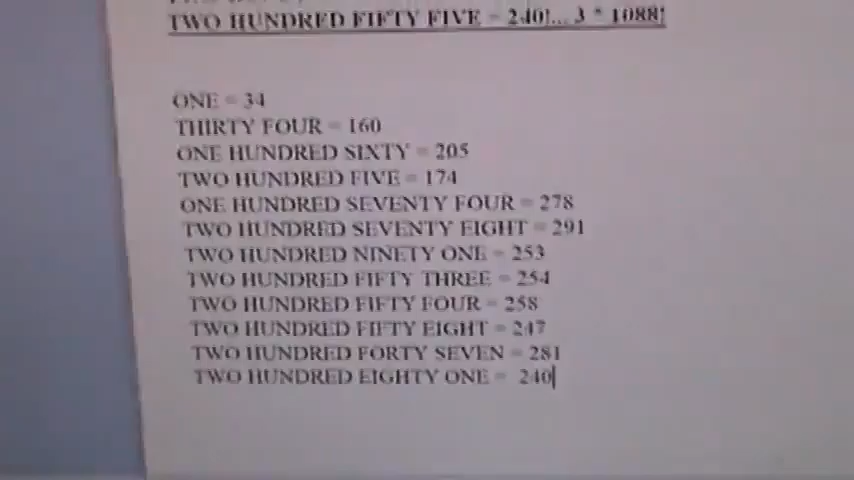 TWO HUNDRED FIFTY FIVE = 240!... 3 * 1088!
ONE = 34
THIRTY FOUR = 160
ONE HUNDRED SIXTY = 205
TWO HUNDRED FIVE = 174
ONE HUNDRED SEVENTY FOUR = 278
TWO HUNDRED SEVENTY EIGHT = 291
TWO HUNDRED NINETY ONE = 253
TWO HUNDRED FIFTY THREE = 254
TWO HUNDRED FIFTY FOUR = 258
TWO HUNDRED FIFTY EIGHT = 247
TWO HUNDRED FORTY SEVEN = 281
TWO HUNDRED EIGHTY ONE = 240